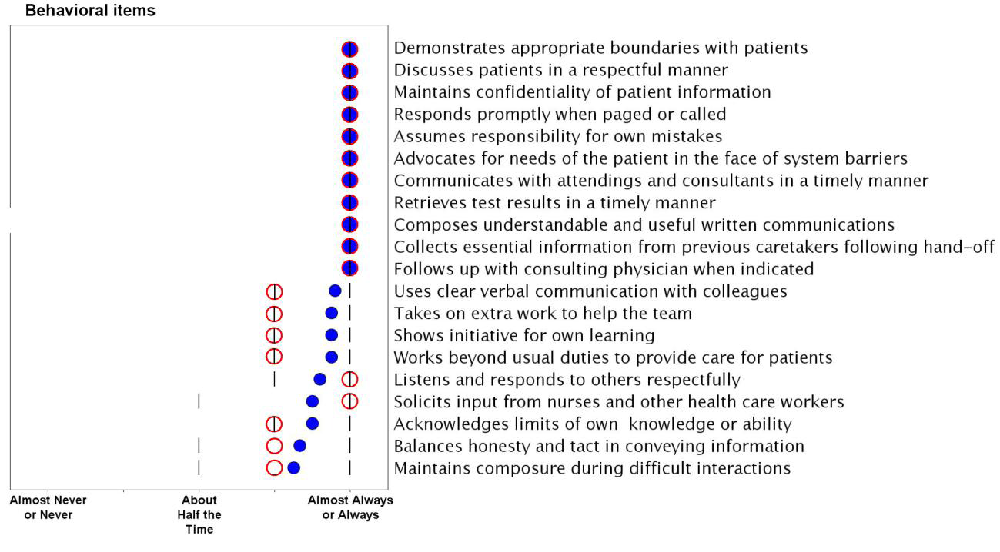 Behavioral items
Demonstrates appropriate boundaries with patients
Discusses patients in a respectful manner
Maintains confidentiality of patient information
Responds promptly when paged or called
Assumes responsibility for own mistakes
Advocates for needs of the patient in the face of system barriers
Communicates with attendings and consultants in a timely manner
Retrieves test results in a timely manner
Composes understandable and useful written communications
Collects essential information from previous caretakers following hand-off
Follows up with consulting physician when indicated
Uses clear verbal communication with colleagues
Takes on extra work to help the team
Shows initiative for own learning
Works beyond usual duties to provide care for patients
Listens and responds to others respectfully
Solicits input from nurses and other health care workers
Acknowledges limits of own  knowledge or ability
Balances honesty and tact in conveying information
Maintains composure during difficult interactions
Almost Never
or Never
About
Half the
Time
Almost Always
or Always